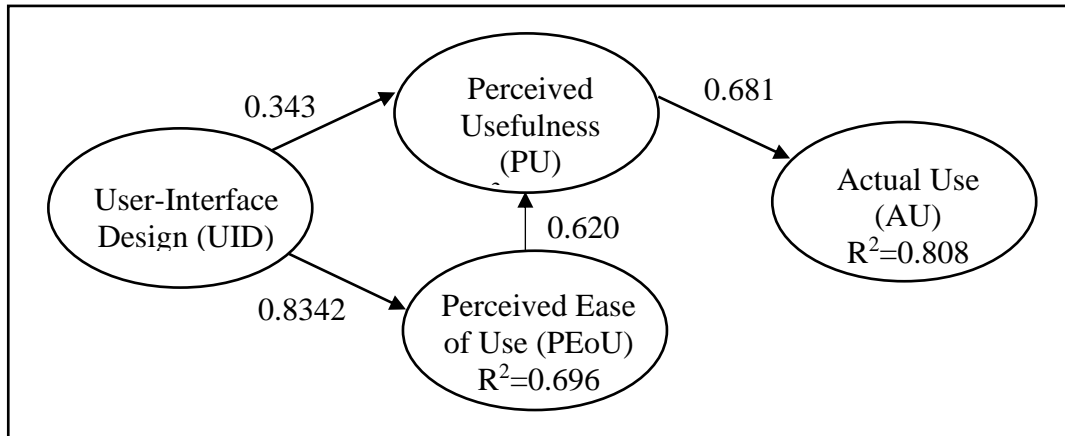 0.343
Perceived
Usefulness
(PU)
0.681
User-Interface
Design (UID)
Actual Use
(AU)
R²=0.808
0.620
0.8342
Perceived Ease
of Use (PEoU)
R²=0.696